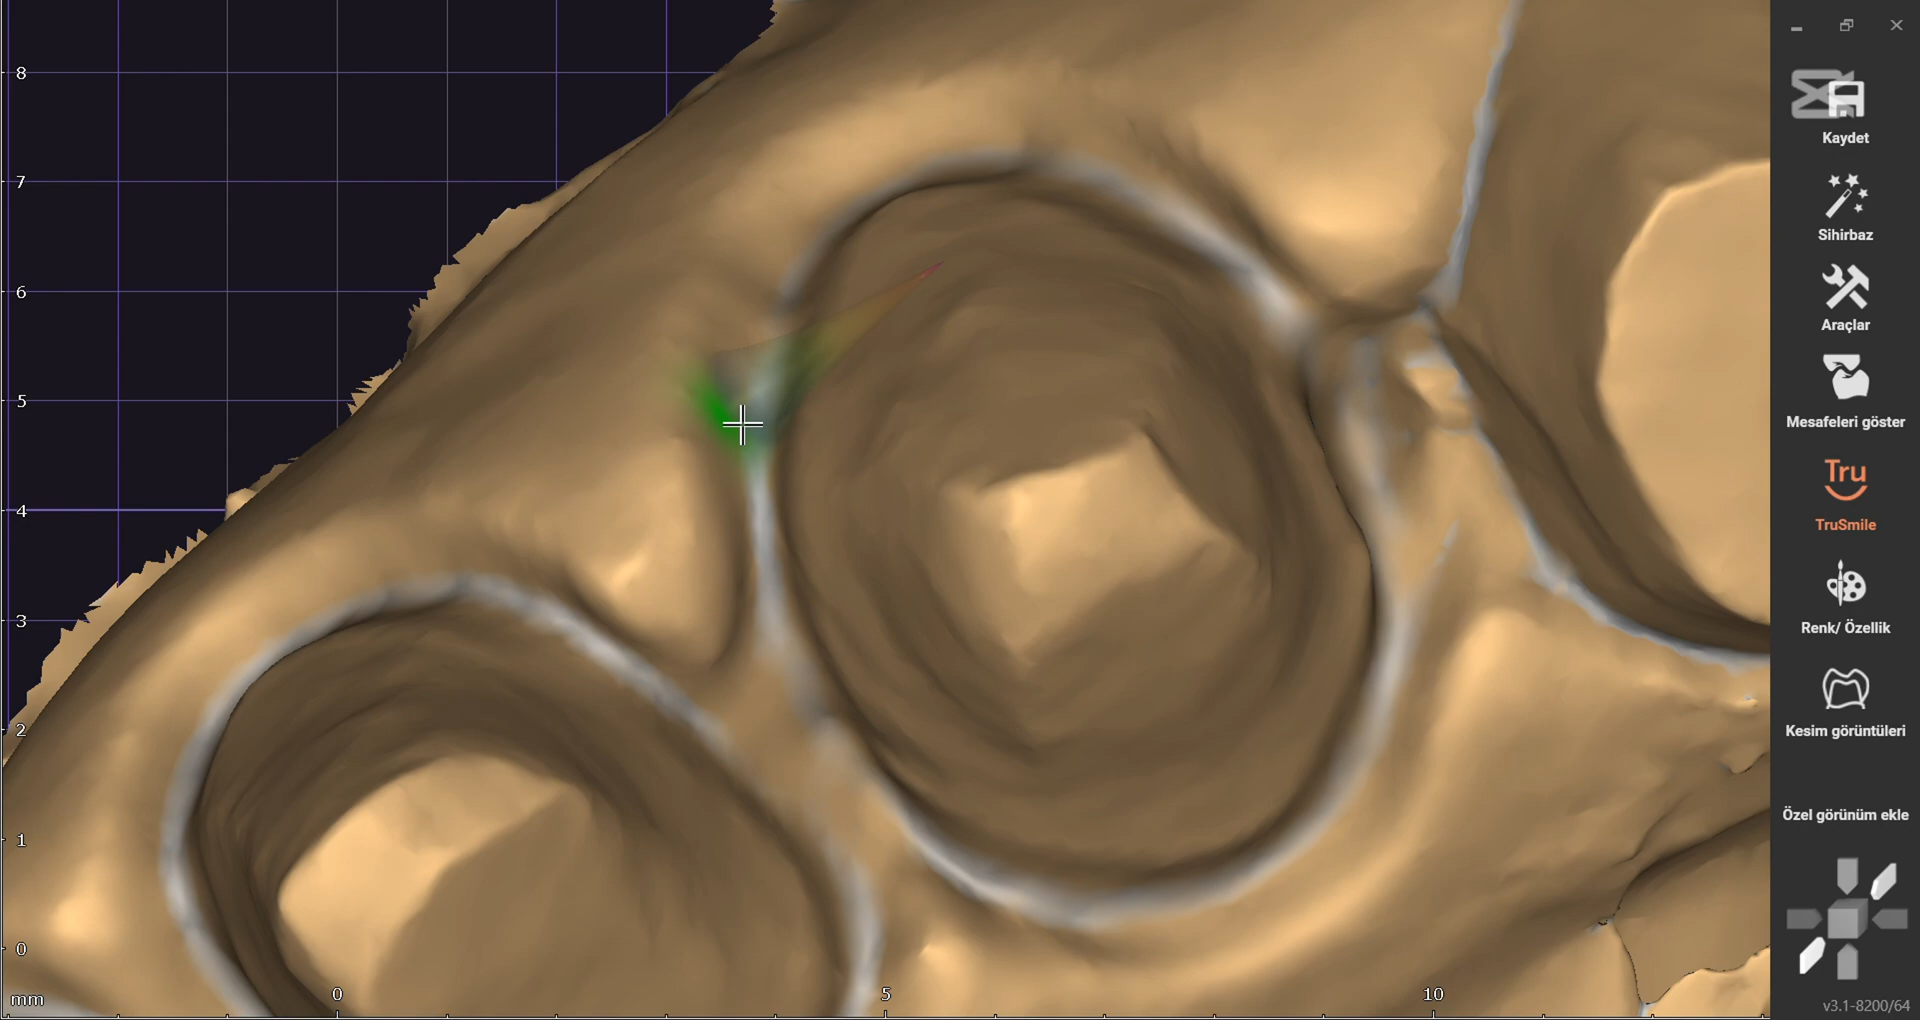 8
7
6
5
4
3
2
1
0
mm
0
5
10
Kaydet
Sihirbaz
Araçlar
Mesafeleri göster
Tru
TruSmile
Renk/ Özellik
Kesim görüntüleri
Özel görünüm ekle
v3.1-8200/64